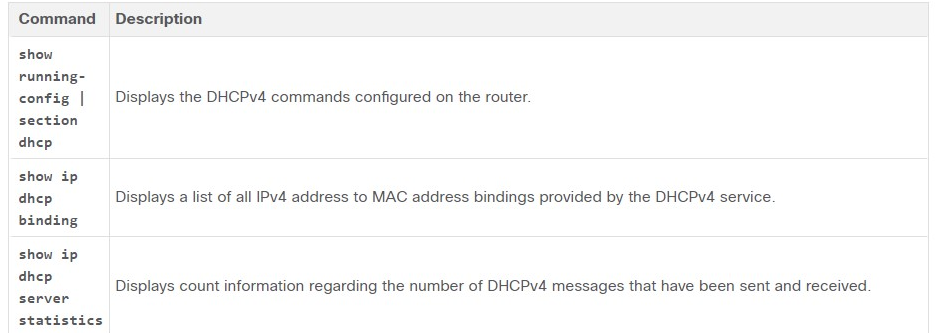 Command Description
show
running-
config |
section
dhcp
Displays the DHCPv4 commands configured on the router.
show ip
dhcp
binding
Displays a list of all IPv4 address to MAC address bindings provided by the DHCPv4 service.
show ip
dhcp
server
statistics
Displays count information regarding the number of DHCPv4 messages that have been sent and received.